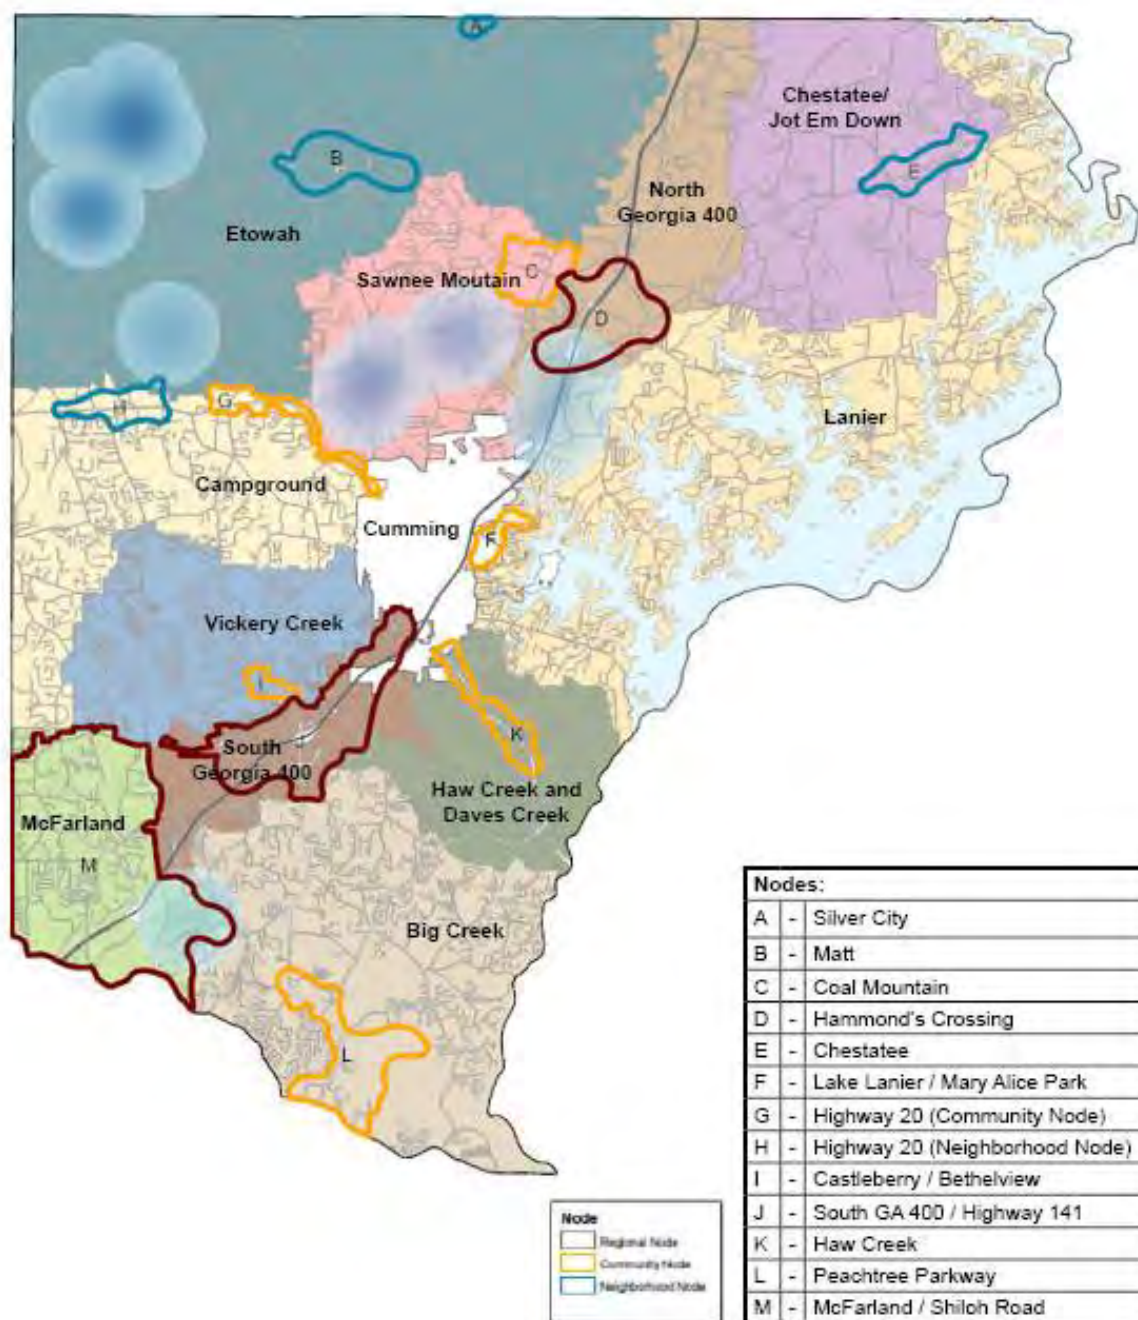 A
Chestatee/
Jot Em Down
B
E
North
Georgia 400
Etowah
C
Sawnee Moutain
D
H
G
Lanier
Campground
Cumming
F
Vickery Creek
I
K
South
Georgia 400
Haw Creek and
Daves Creek
McFarland
M
Big Creek
L
Nodes:
A - Silver City
B - Matt
C - Coal Mountain
D - Hammond's Crossing
E - Chestatee
F - Lake Lanier / Mary Alice Park
G - Highway 20 (Community Node)
H - Highway 20 (Neighborhood Node)
I - Castleberry / Bethelview
J - South GA 400 / Highway 141
K - Haw Creek
L - Peachtree Parkway
M - McFarland / Shiloh Road
Node
Regional Node
Community Node
Neighborhood Node